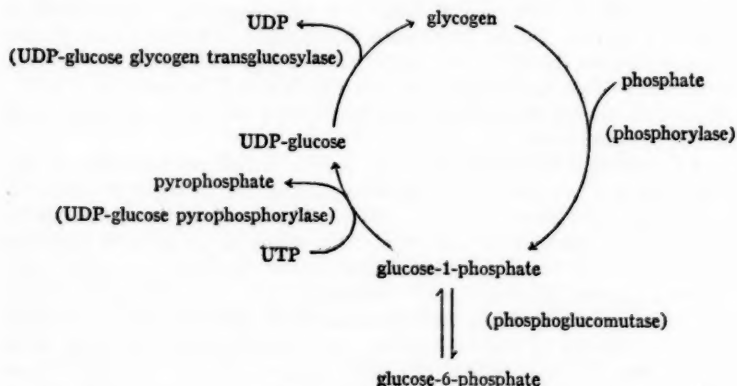 UDP
glycogen
(UDP-glucose glycogen transglucosylase)
phosphate
(phosphorylase)
UDP-glucose
pyrophosphate
(UDP-glucose pyrophosphorylase)
UTP
glucose-1-phosphate
(phosphoglucomutase)
glucose-6-phosphate